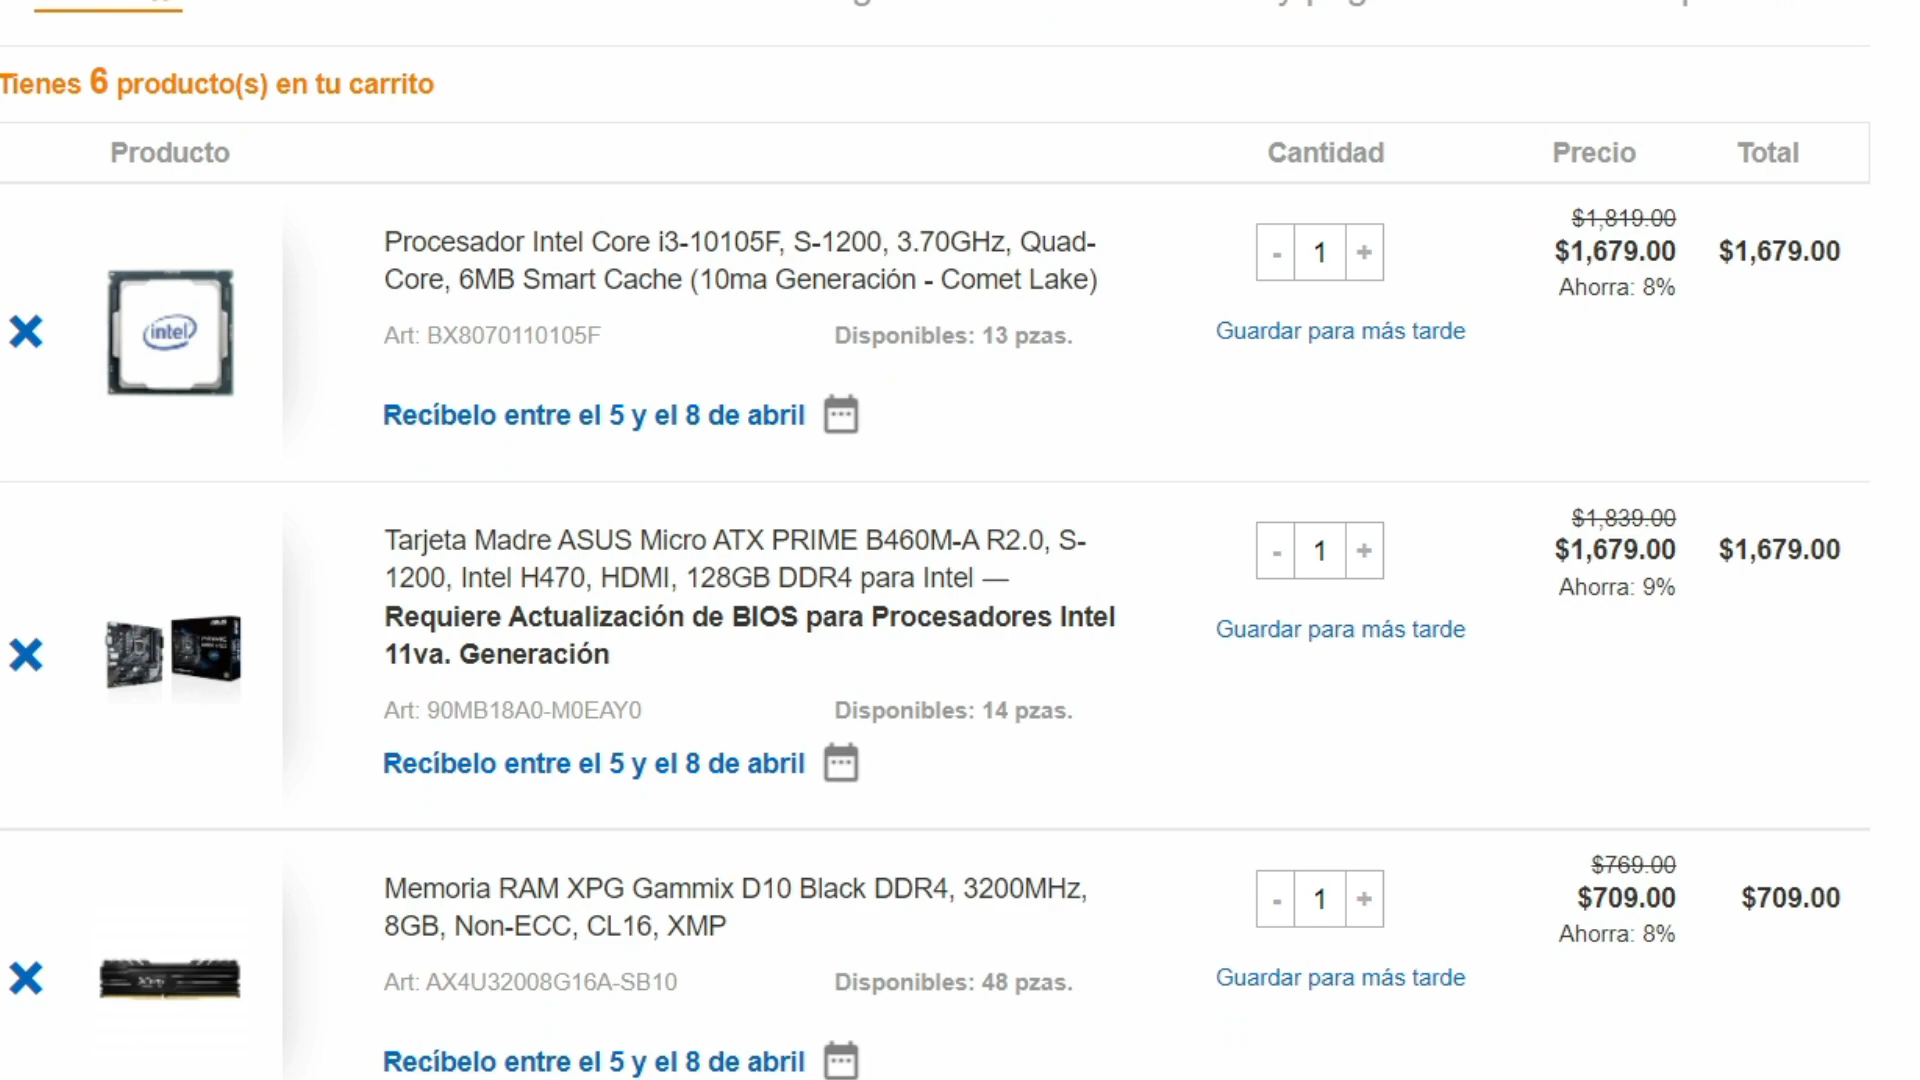 Tienes 6 producto(s) en tu carrito
Producto Cantidad Precio Total
Procesador Intel Core i3-10105F, S-1200, 3.70GHz, Quad-
Core, 6MB Smart Cache (10ma Generación - Comet Lake)
Art: BX8070110105F Disponibles: 13 pzas.
Recíbelo entre el 5 y el 8 de abril
- 1 +
Guardar para más tarde
$1,819.00
$1,679.00 $1,679.00
Ahorra: 8%
intel
Tarjeta Madre ASUS Micro ATX PRIME B460M-A R2.0, S-
1200, Intel H470, HDMI, 128GB DDR4 para Intel —
Requiere Actualización de BIOS para Procesadores Intel
11va. Generación
Art: 90MB18A0-M0EAY0 Disponibles: 14 pzas.
Recíbelo entre el 5 y el 8 de abril
- 1 +
Guardar para más tarde
$1,839.00
$1,679.00 $1,679.00
Ahorra: 9%
Memoria RAM XPG Gammix D10 Black DDR4, 3200MHz,
8GB, Non-ECC, CL16, XMP
Art: AX4U32008G16A-SB10 Disponibles: 48 pzas.
Recíbelo entre el 5 y el 8 de abril
- 1 +
Guardar para más tarde
$769.00
$709.00 $709.00
Ahorra: 8%